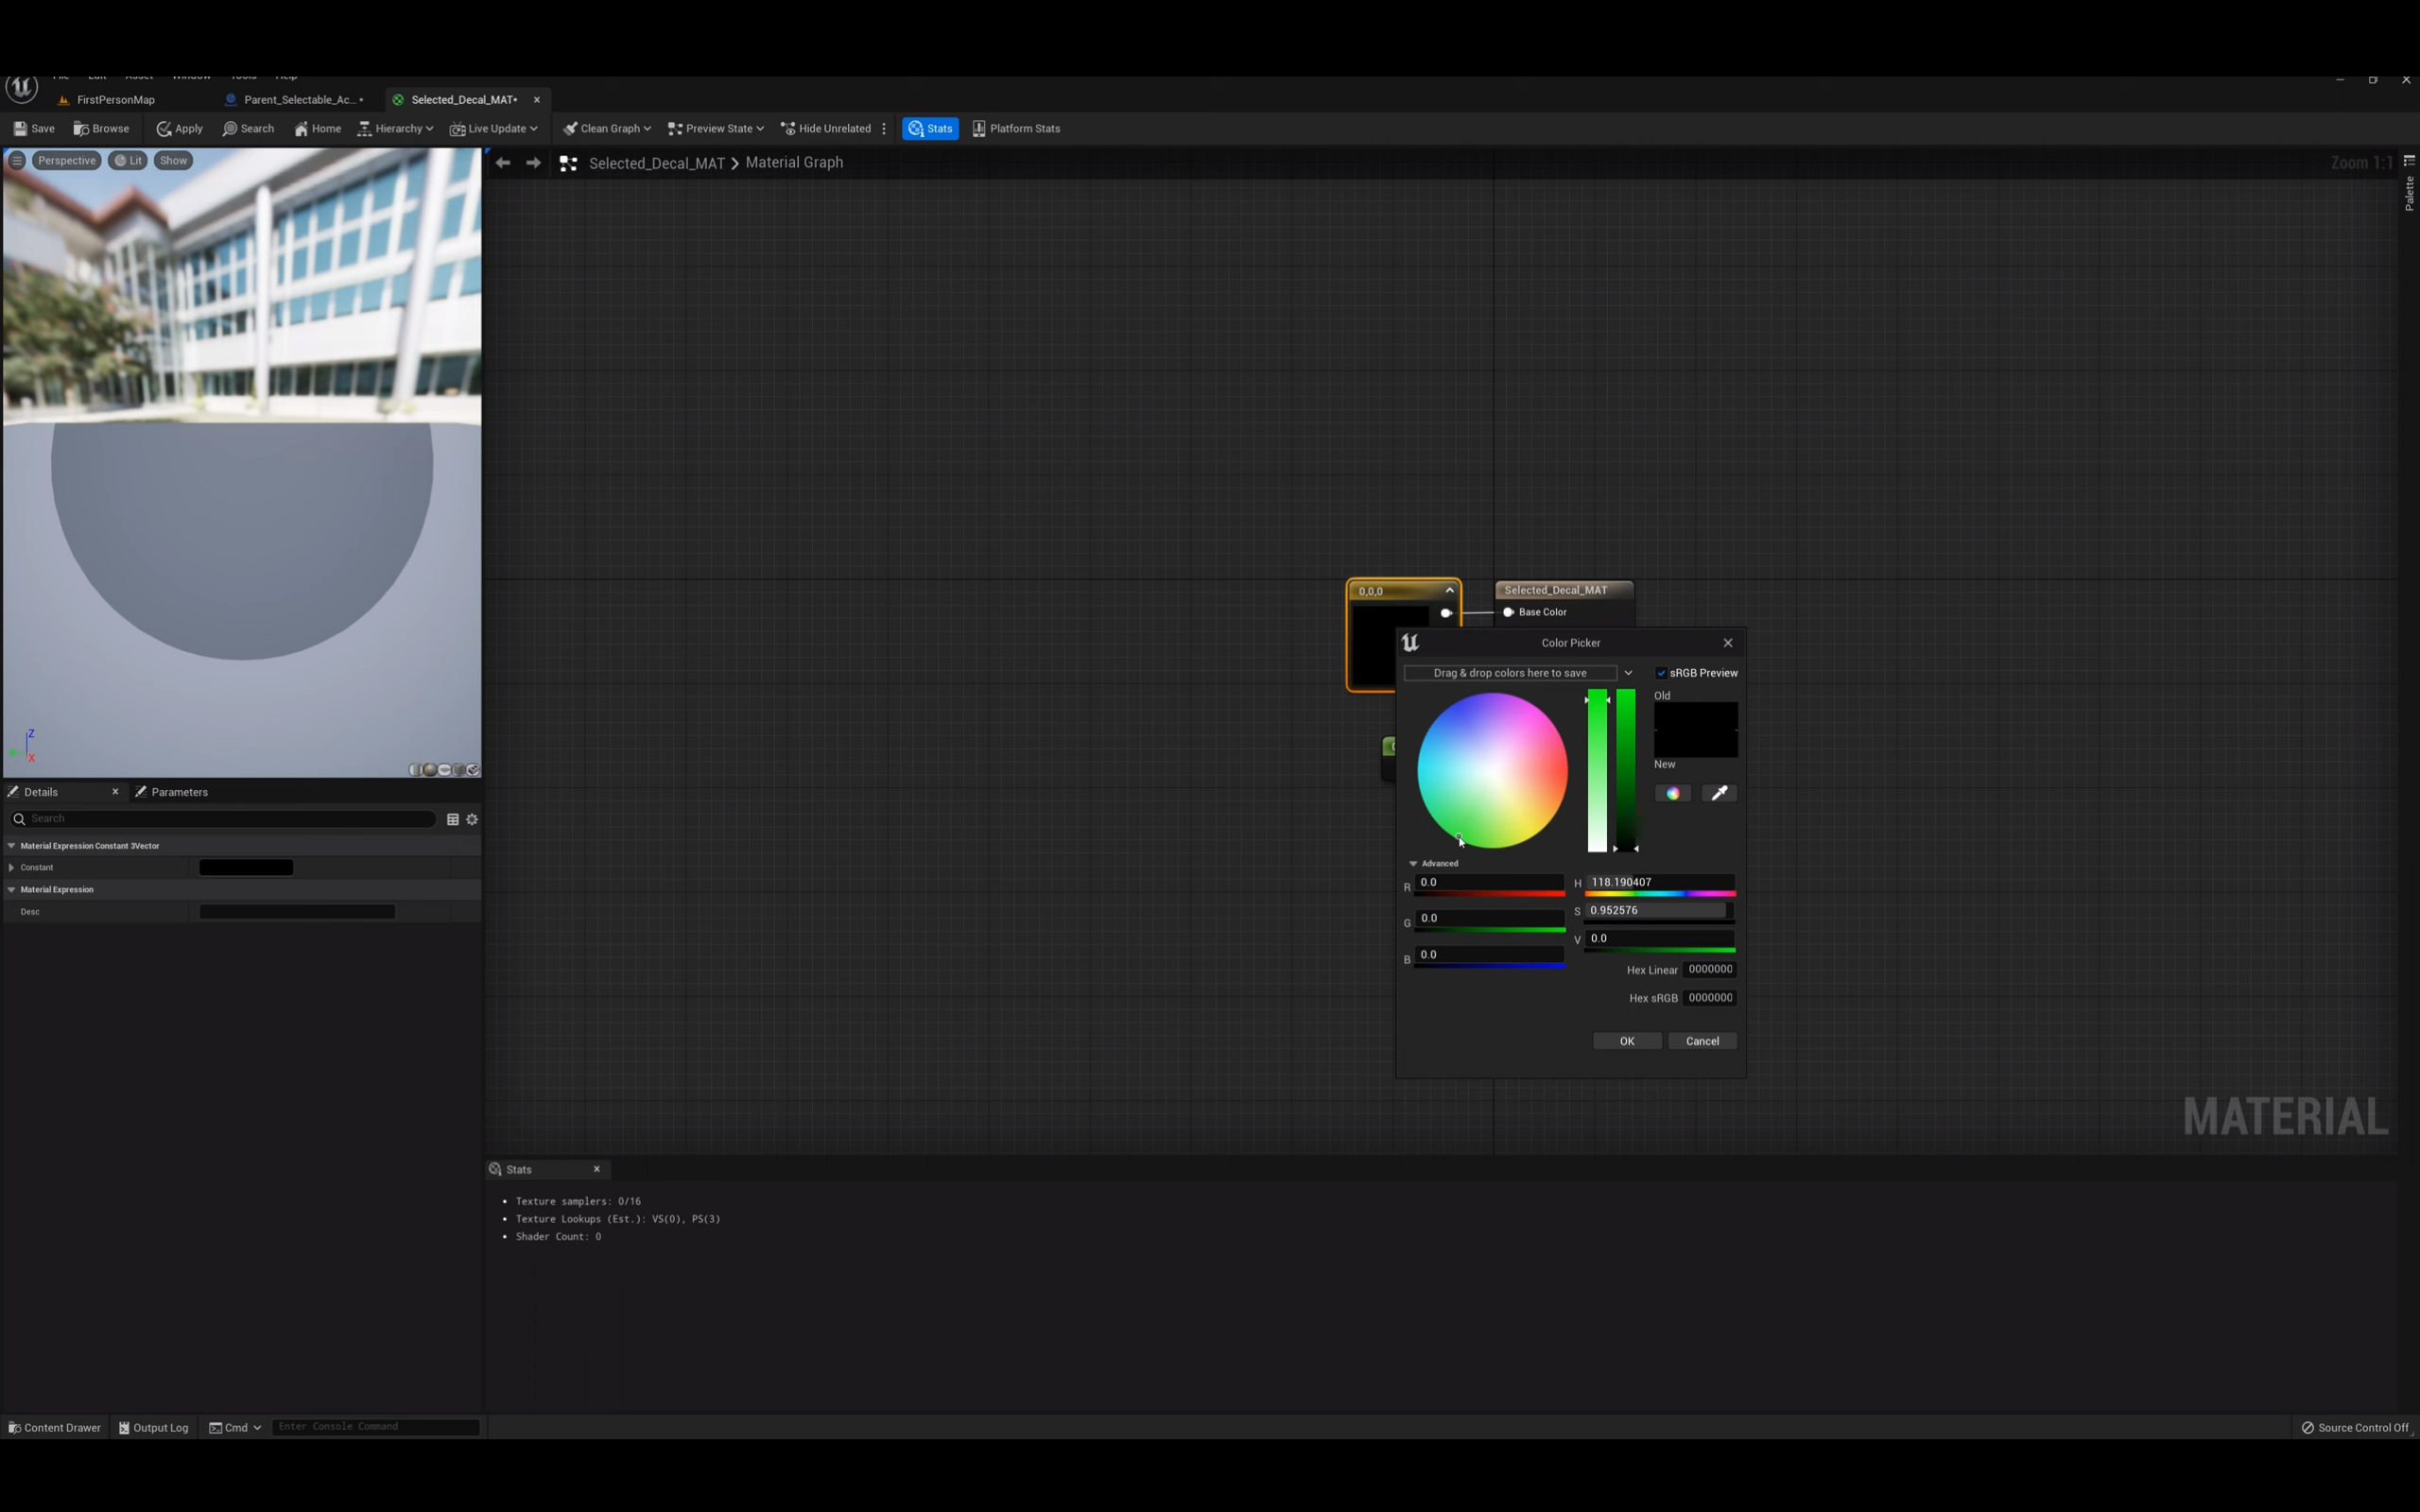 File Edit Asset Window Tools Help
FirstPersonMap
Parent_Selectable_Ac... •
Selected_Decal_MAT•
Save
Browse
Apply
Search
Home
Hierarchy
Live Update
Clean Graph
Preview State
Hide Unrelated
Stats
Platform Stats
Perspective
Lit
Show
Selected_Decal_MAT > Material Graph
Zoom 1:1
Palette
0,0,0
Selected_Decal_MAT
Base Color
Color Picker
Drag & drop colors here to save
sRGB Preview
Old
New
Advanced
R 0.0
G 0.0
B 0.0
H 118.190407
S 0.952576
V 0.0
Hex Linear 0000000
Hex sRGB 0000000
OK
Cancel
Z
X
Details
Parameters
Search
Material Expression Constant 3Vector
Constant
Material Expression
Desc
MATERIAL
Stats
• Texture samplers: 0/16
• Texture Lookups (Est.): VS(0), PS(3)
• Shader Count: 0
Content Drawer
Output Log
Cmd
Enter Console Command
Source Control Off